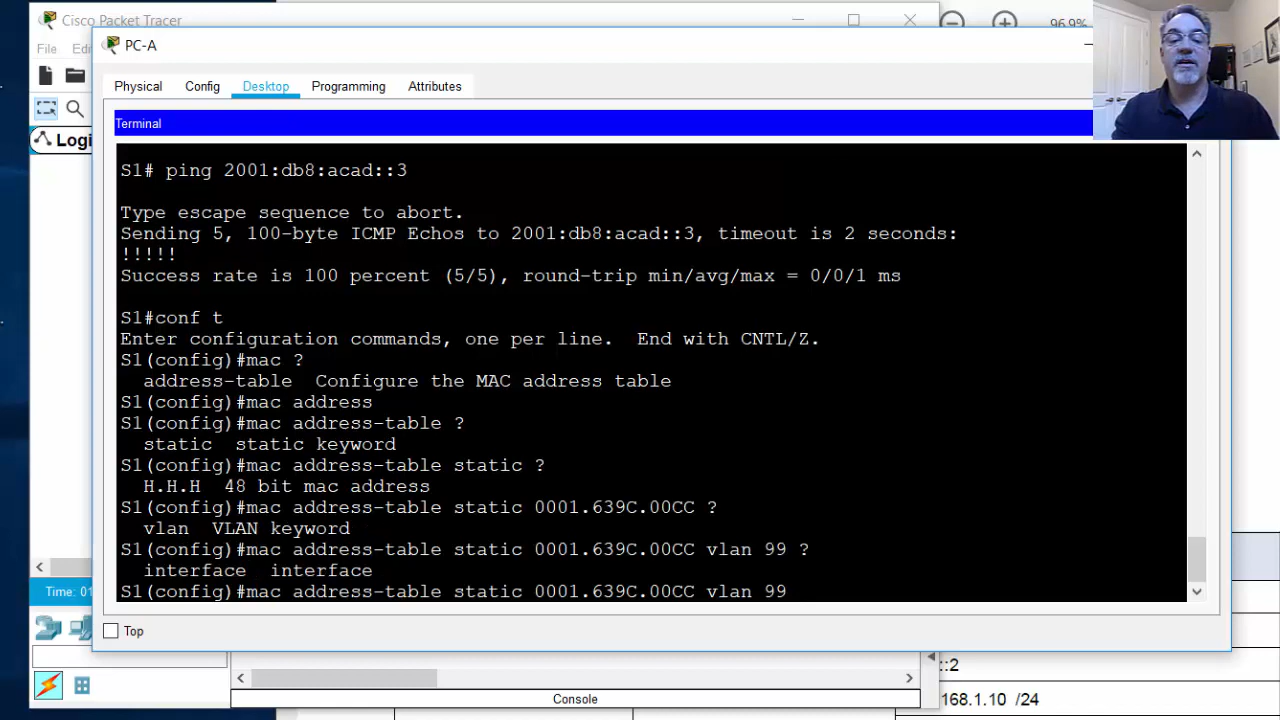 Cisco Packet Tracer
96.9%
File Edi
PC-A
Physical Config Desktop Programming Attributes
Logi
Terminal
S1# ping 2001:db8:acad::3
Type escape sequence to abort.
Sending 5, 100-byte ICMP Echos to 2001:db8:acad::3, timeout is 2 seconds:
!!!!!
Success rate is 100 percent (5/5), round-trip min/avg/max = 0/0/1 ms
S1#conf t
Enter configuration commands, one per line.  End with CNTL/Z.
S1(config)#mac ?
address-table  Configure the MAC address table
S1(config)#mac address
S1(config)#mac address-table ?
static  static keyword
S1(config)#mac address-table static ?
H.H.H  48 bit mac address
S1(config)#mac address-table static 0001.639C.00CC ?
vlan  VLAN keyword
S1(config)#mac address-table static 0001.639C.00CC vlan 99 ?
interface  interface
S1(config)#mac address-table static 0001.639C.00CC vlan 99
Time: 01
Top
::2
Console
168.1.10 /24